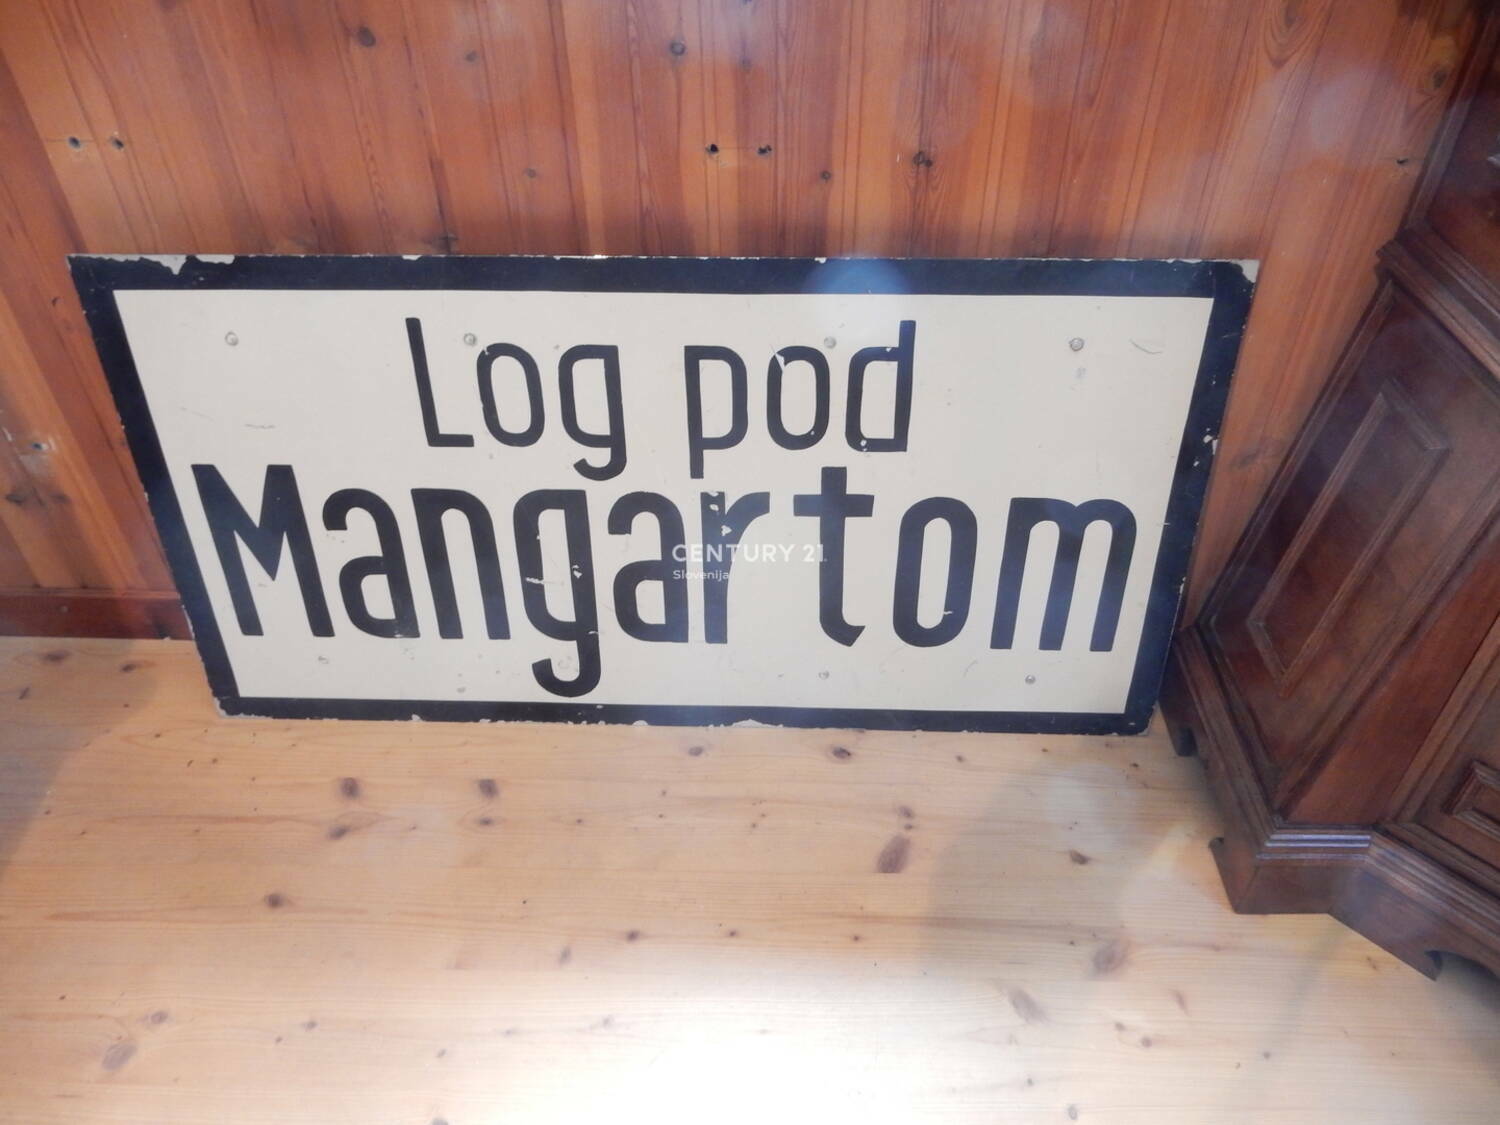 Log pod
Mangartom
CENTURY 21
Slovenija